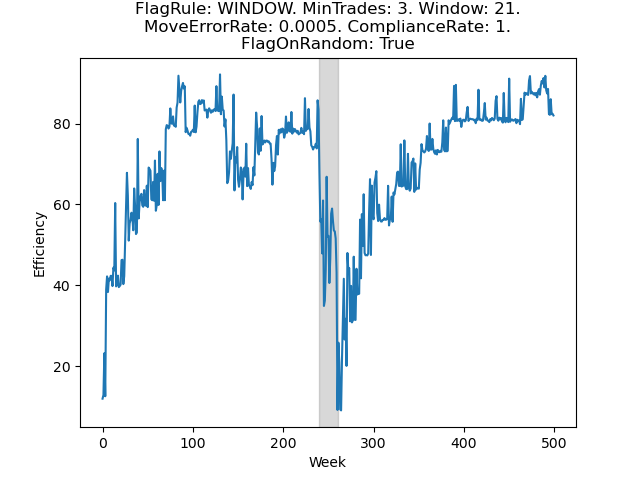 FlagRule: WINDOW. MinTrades: 3. Window: 21.
MoveErrorRate: 0.0005. ComplianceRate: 1.
FlagOnRandom: True
80
60
40
20
Efficiency
0 100 200 300 400 500
Week